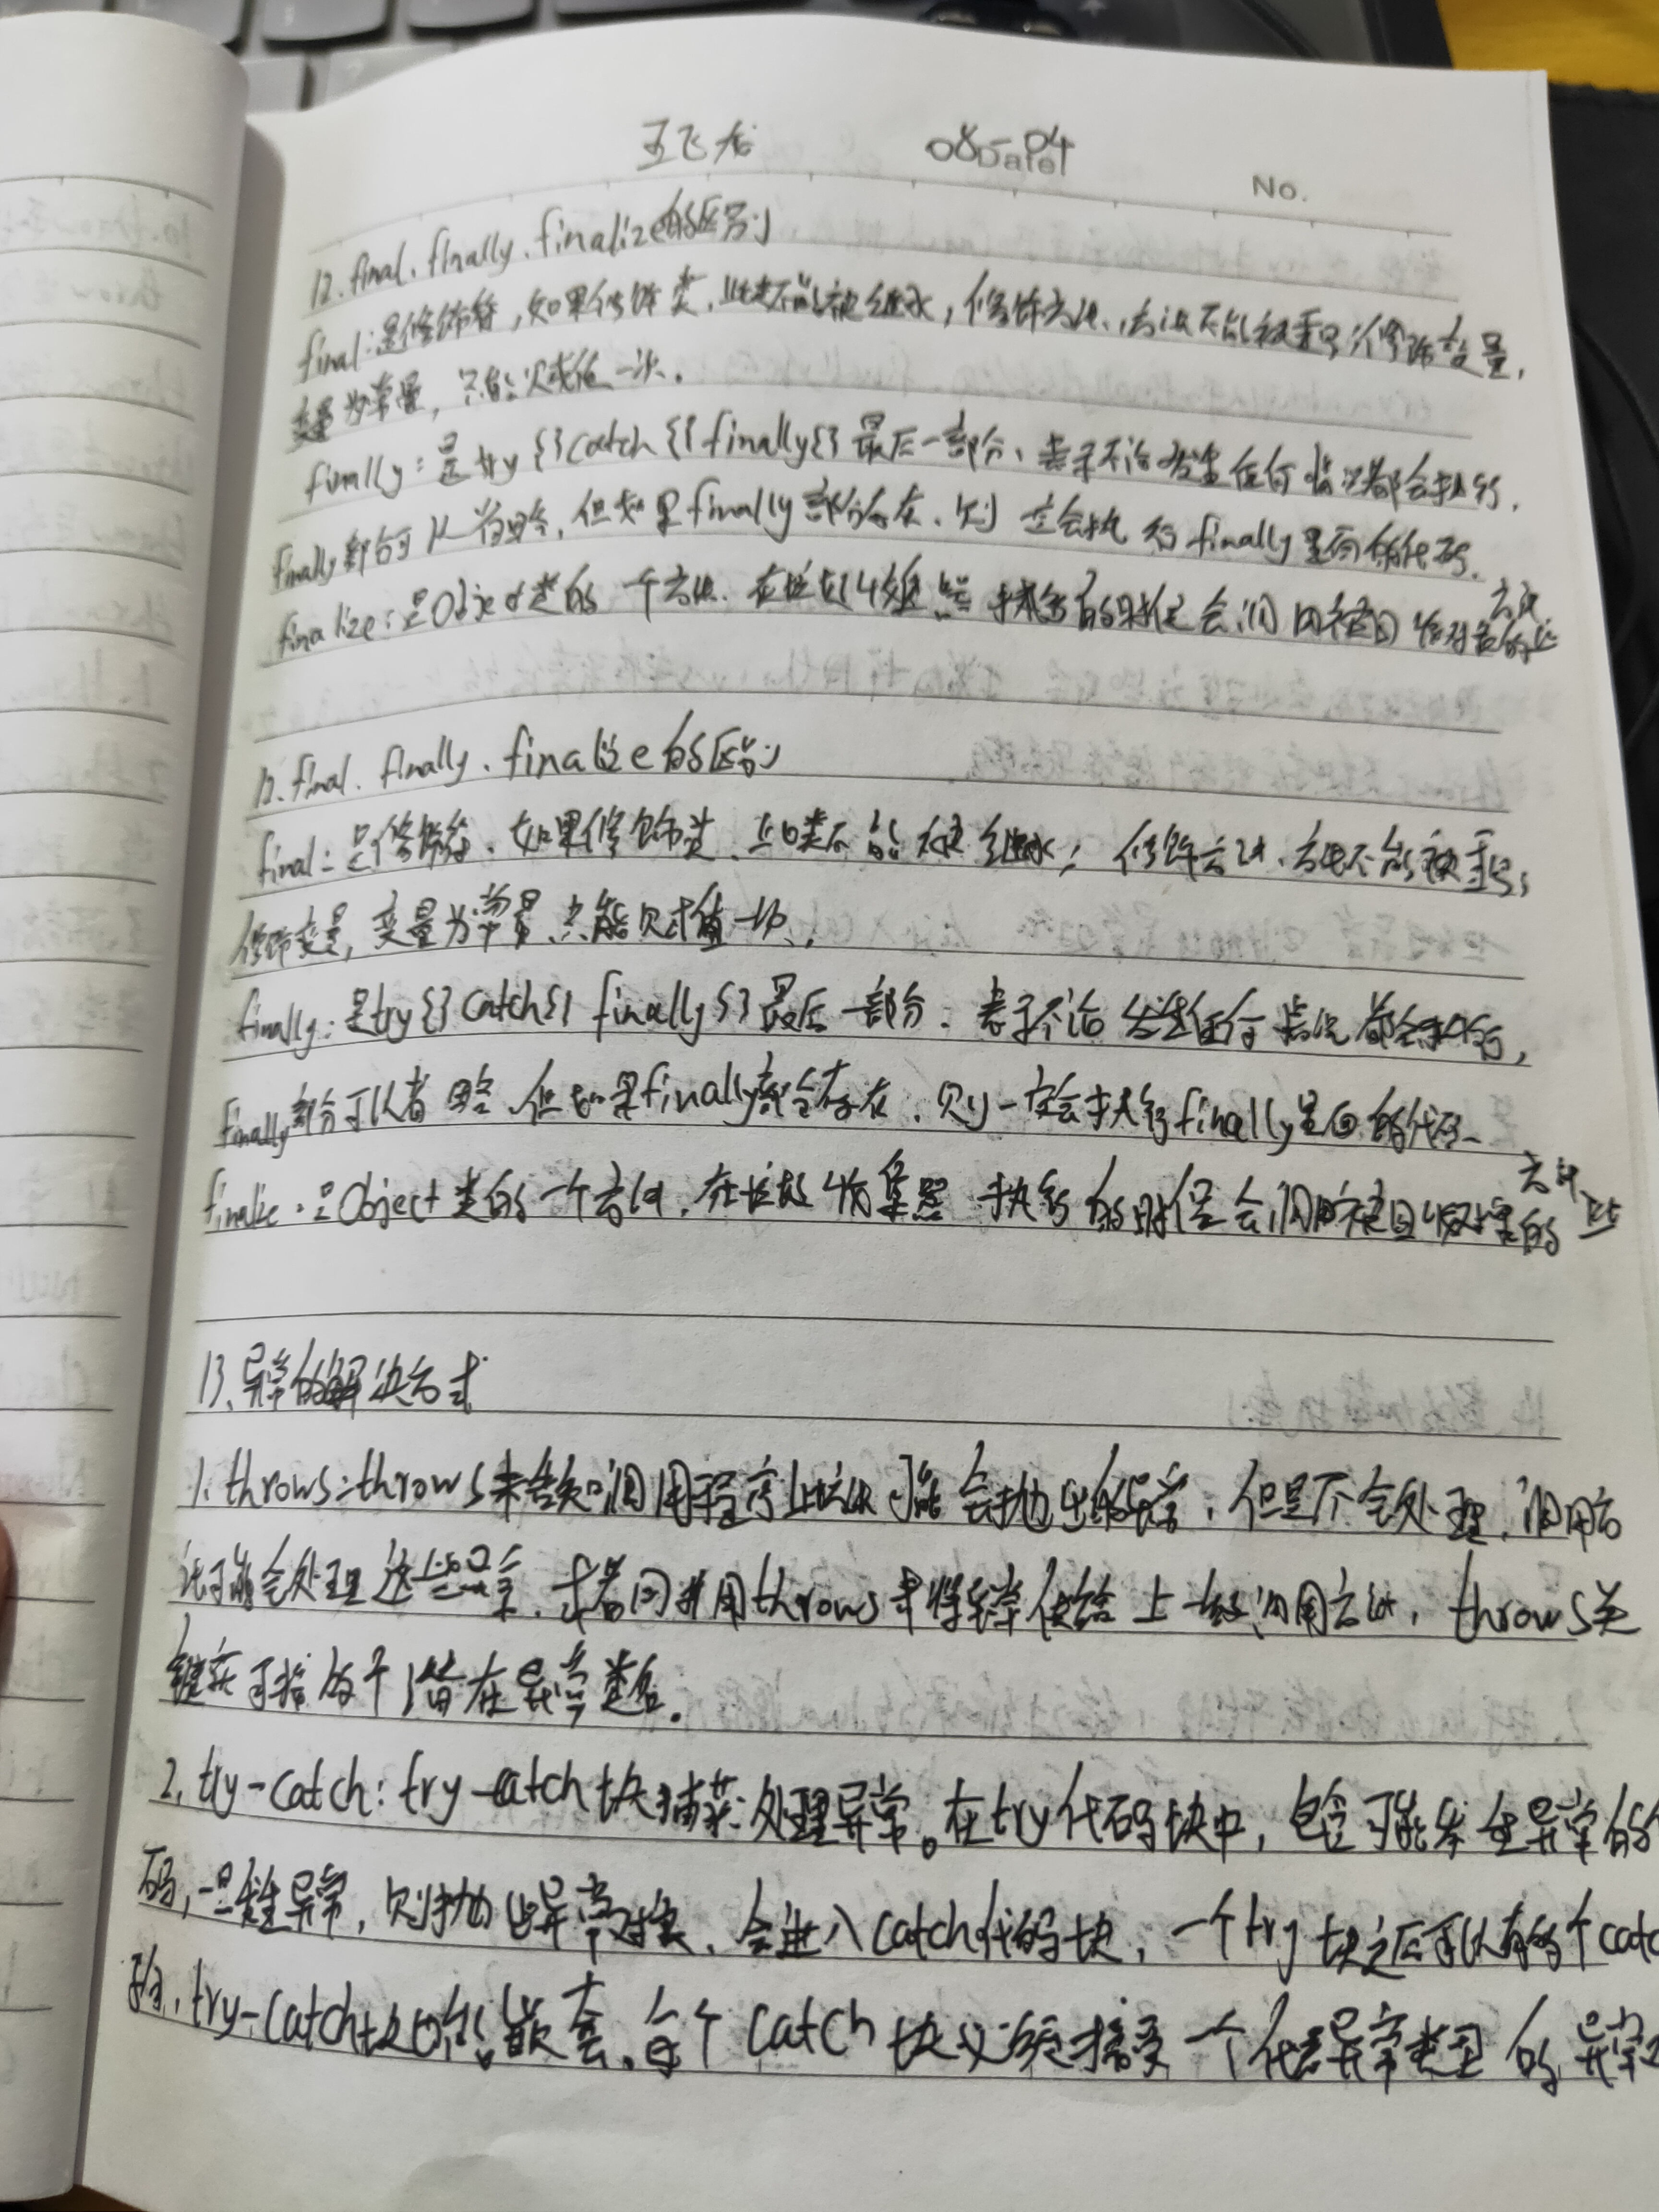 王飞龙 08-04
Date
No.
12. final、finally、finalize的区别
final:是修饰符,如果修饰类,此类不能被继承,修饰方法,方法不能被重写;修饰变量,
变量为常量,只能赋值一次.
finally:是try{}catch{}finally{}最后一部分、表示不论发生任何情况都会执行,
finally部分可以省略,但如果finally部分存在、则一定会执行finally里面的代码.
finalize:是Object类的一个方法.在垃圾收集器执行的时候会调用被回收对象的此方法
12. final、finally、finalize的区别
final:是修饰符、如果修饰类、此类不能被继承;修饰方法、方法不能被重写;
修饰变量,变量为常量、只能赋值一次.
finally:是try{}catch{}finally{}最后一部分、表示不论发生任何情况都会执行,
finally部分可以省略、但如果finally部分存在、则一定会执行finally里面的代码.
finalize:是Object类的一个方法,在垃圾收集器执行的时候会调用被回收对象的此方法
13、异常的解决方式
1. throws:throws来告知调用程序此方法可能会抛出的异常,但是不会处理,调用方
法可能会处理这些异常、或者同样用throws来将异常传给上一级调用方法,throws关
键字可接多个潜在异常类名.
2. try-catch:try-catch块捕获处理异常。在try代码块中,包含可能发生异常的代
码,一旦发生异常,则抛出异常对象、会进入catch代码块,一个try块之后可以有多个catc
try-catch块也能嵌套.每个catch块必须接受一个代表异常类型的异常